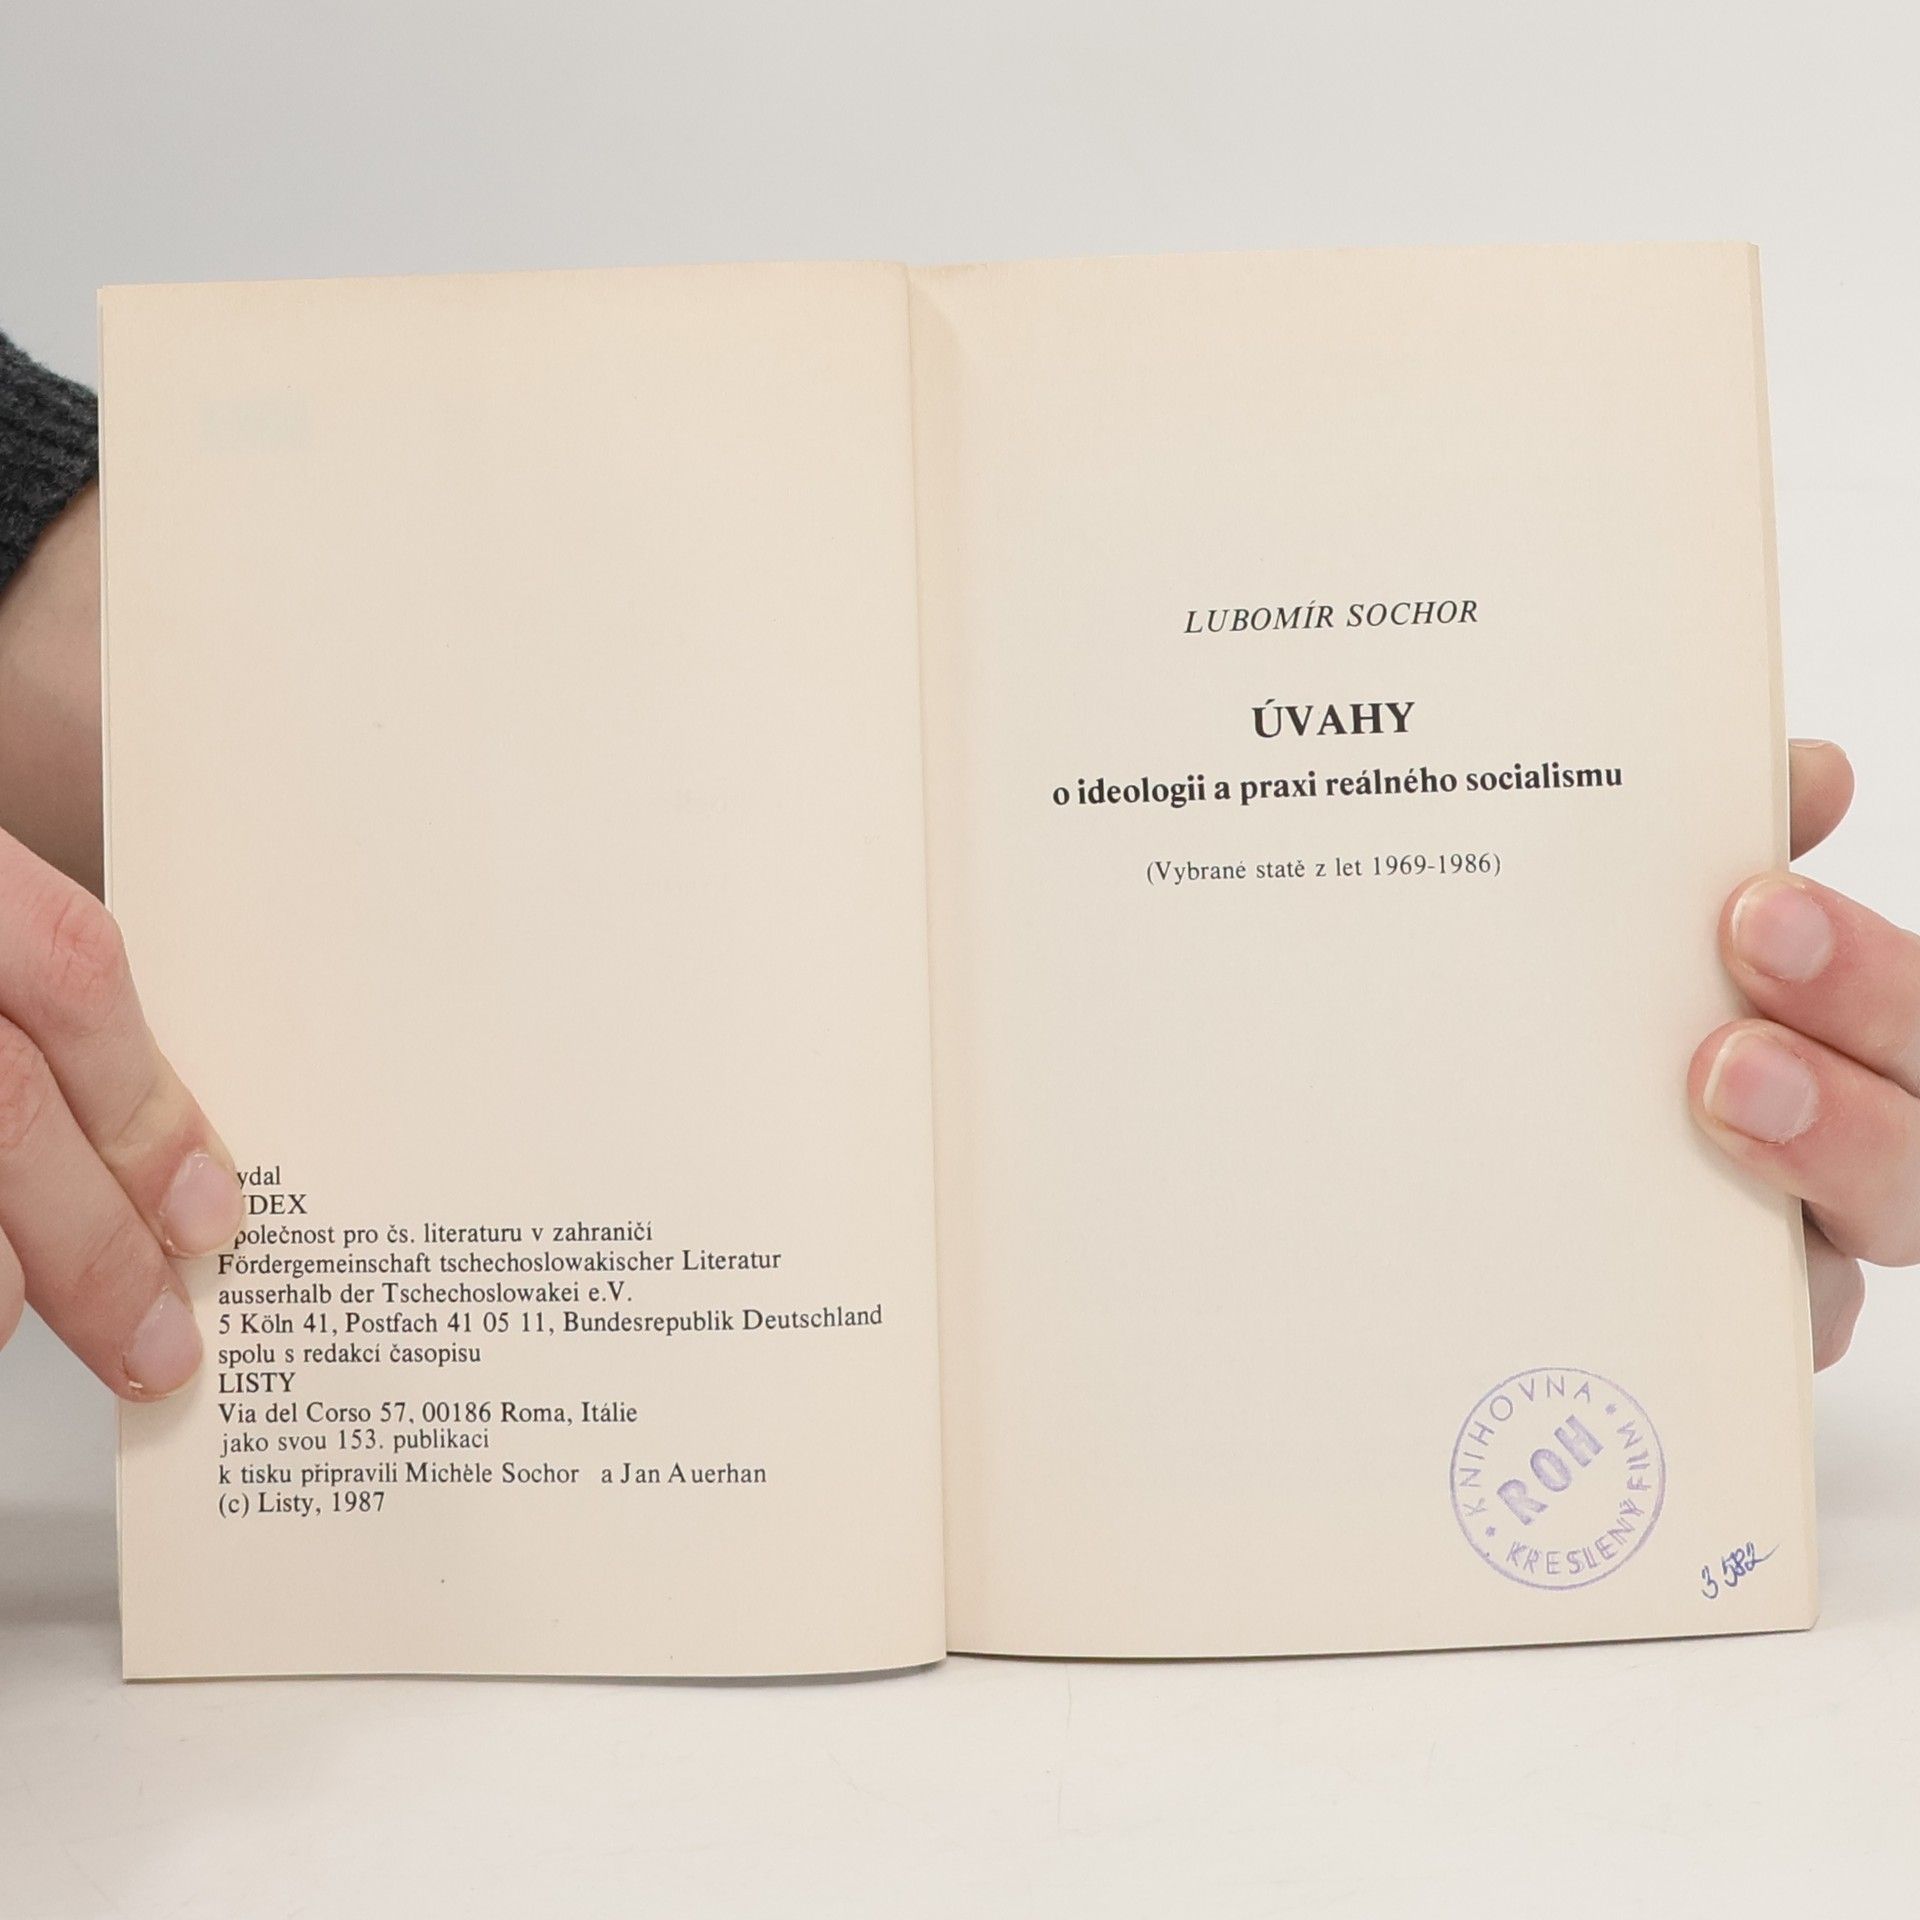 ydal
DEX
polečnost pro čs. literaturu v zahraničí
Fördergemeinschaft tschechoslowakischer Literatur
ausserhalb der Tschechoslowakei e.V.
5 Köln 41, Postfach 41 05 11, Bundesrepublik Deutschland
spolu s redakcí časopisu
LISTY
Via del Corso 57, 00186 Roma, Itálie
jako svou 153. publikaci
k tisku připravili Michèle Sochor a Jan Auerhan
(c) Listy, 1987
LUBOMÍR SOCHOR
ÚVAHY
o ideologii a praxi reálného socialismu
(Vybrané statě z let 1969-1986)
KNIHOVNA
ROH
KRESLENÝ FILM
3 582